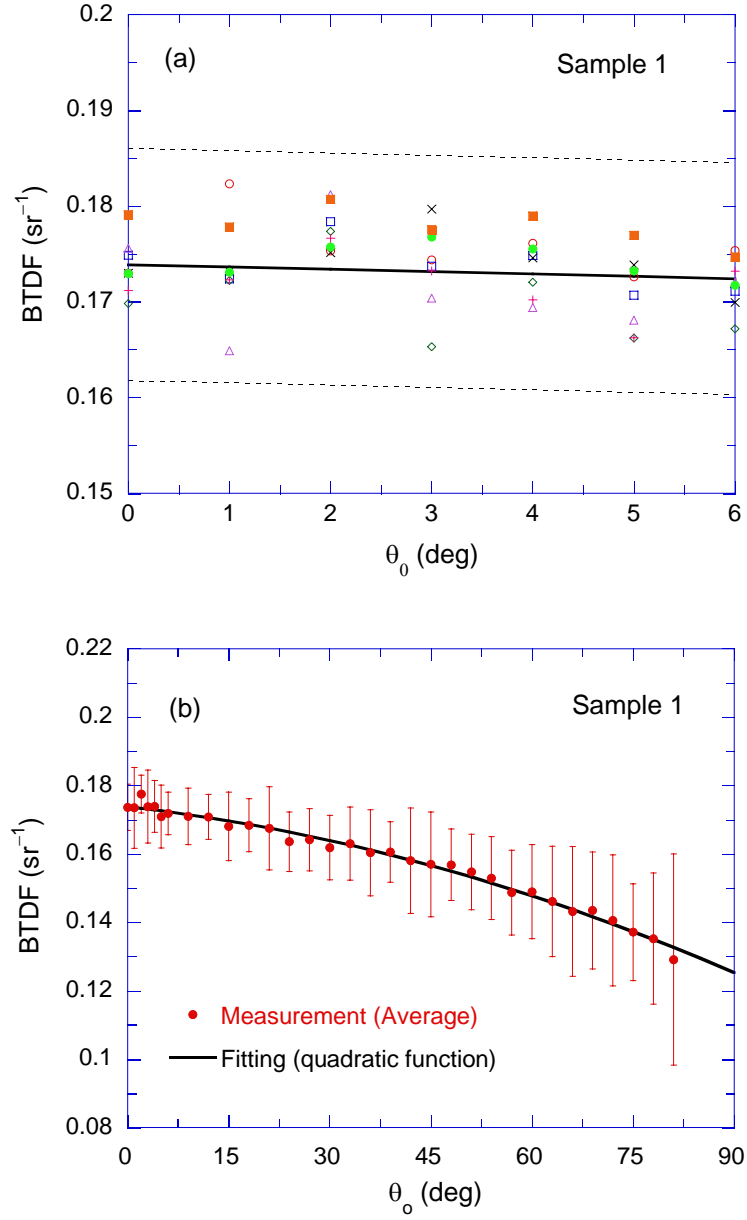 0.2
(a)
Sample 1
0.19
0.18
0.17
0.16
0.15
BTDF (sr⁻¹)
0 1 2 3 4 5 6
θ₀ (deg)
0.22
(b)
Sample 1
0.2
0.18
0.16
0.14
0.12
0.1
0.08
BTDF (sr⁻¹)
Measurement (Average)
Fitting (quadratic function)
0 15 30 45 60 75 90
θₒ (deg)